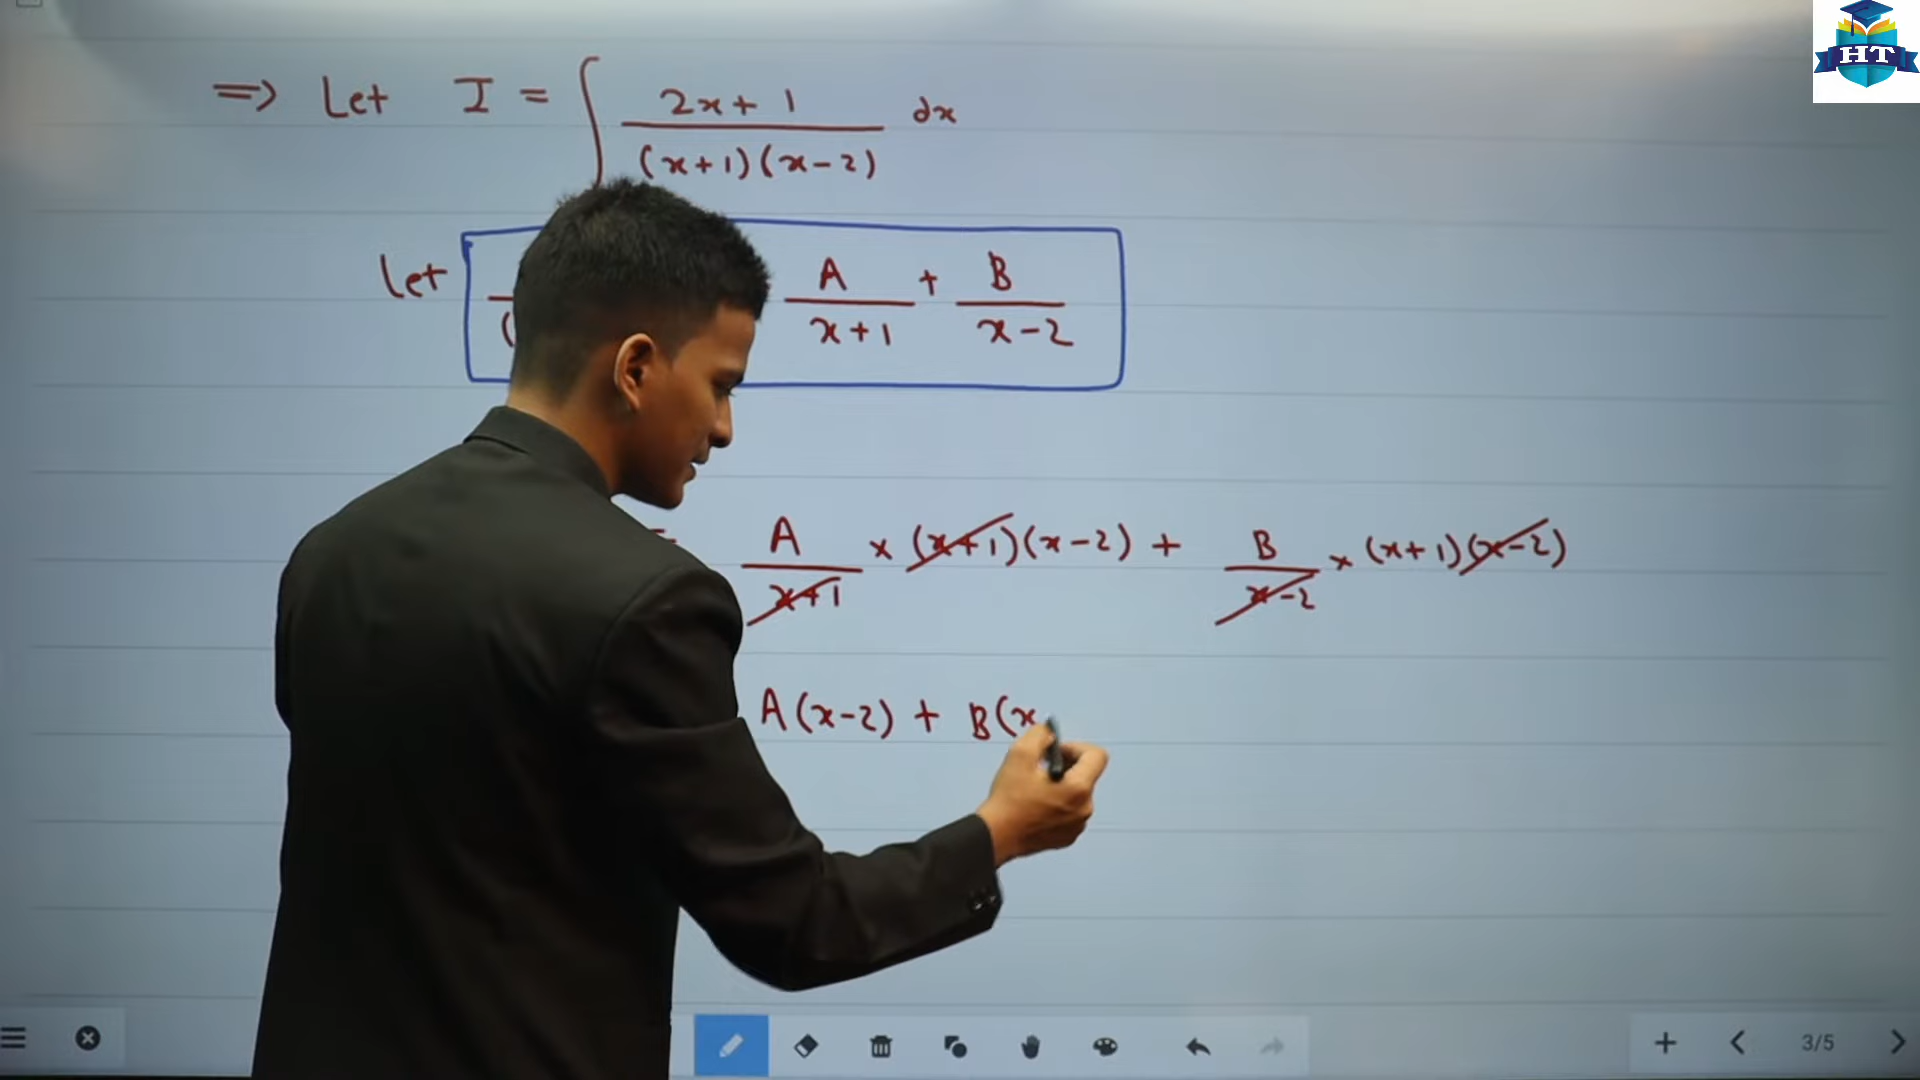 HT
=> Let I = ∫ 2x+1 / (x+1)(x-2) dx
Let ( A / x+1 + B / x-2
= A / x+1 × (x+1)(x-2) + B / x-2 × (x+1)(x-2)
A(x-2) + B(x
3/5